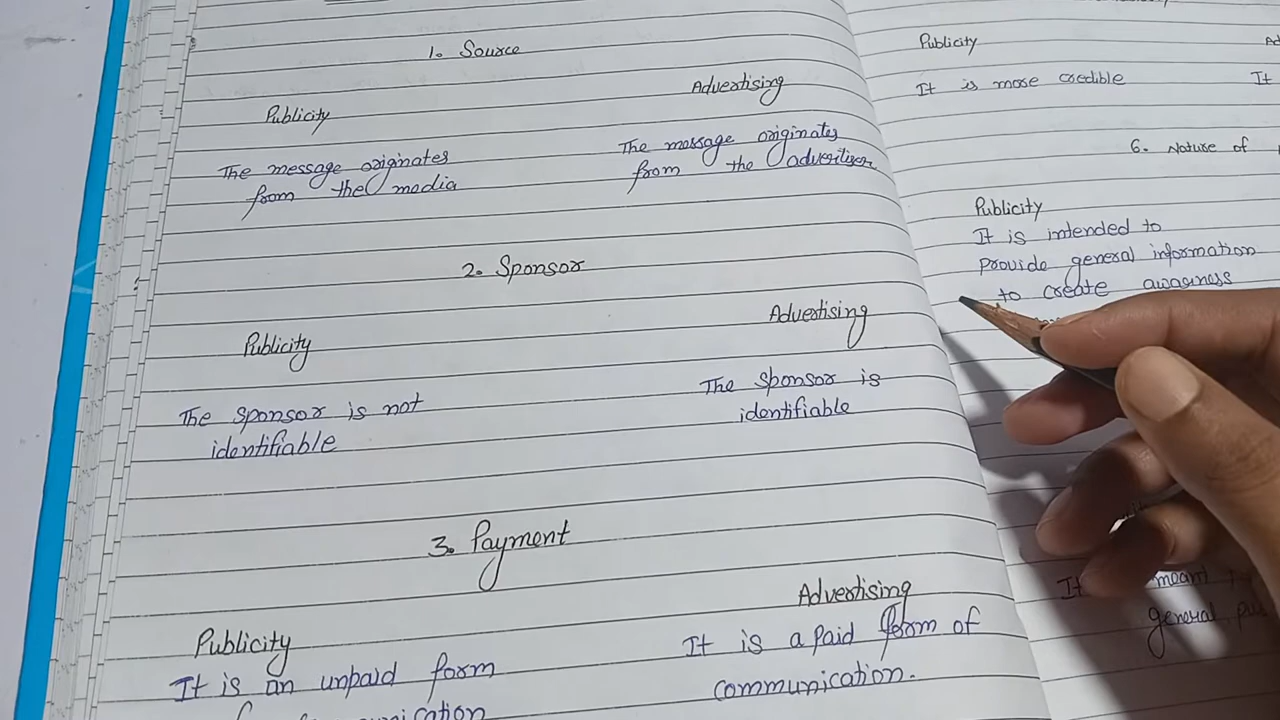 1. Source
Publicity
Advertising
The message originates
from the media
The message originates
from the advertiser
2. Sponsor
Publicity
Advertising
The sponsor is not
identifiable
The sponsor is
identifiable
3. Payment
Publicity
Advertising
It is an unpaid form
It is a paid form of
communication.
Publicity
It is more credible
It
6. Nature of
Publicity
It is intended to
provide general information
to create awarness
It
meant
general